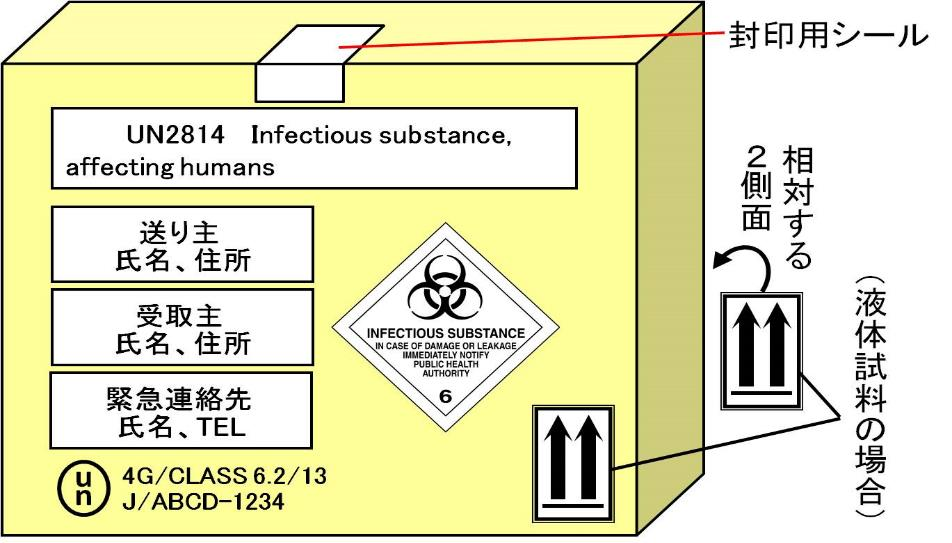 封印用シール
UN2814　Infectious substance,
affecting humans
送り主
氏名、住所
受取主
氏名、住所
緊急連絡先
氏名、TEL
un
4G/CLASS 6.2/13
J/ABCD-1234
INFECTIOUS SUBSTANCE
IN CASE OF DAMAGE OR LEAKAGE
IMMEDIATELY NOTIFY
PUBLIC HEALTH
AUTHORITY
6
相対する
２側面
（液体試料の場合）